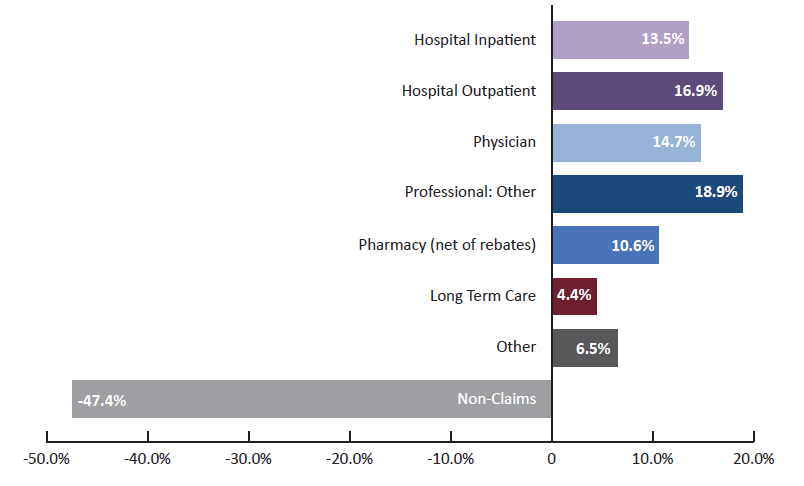 Hospital Inpatient 13.5%
Hospital Outpatient 16.9%
Physician 14.7%
Professional: Other 18.9%
Pharmacy (net of rebates) 10.6%
Long Term Care 4.4%
Other 6.5%
-47.4% Non-Claims
-50.0% -40.0% -30.0% -20.0% -10.0% 0 10.0% 20.0%